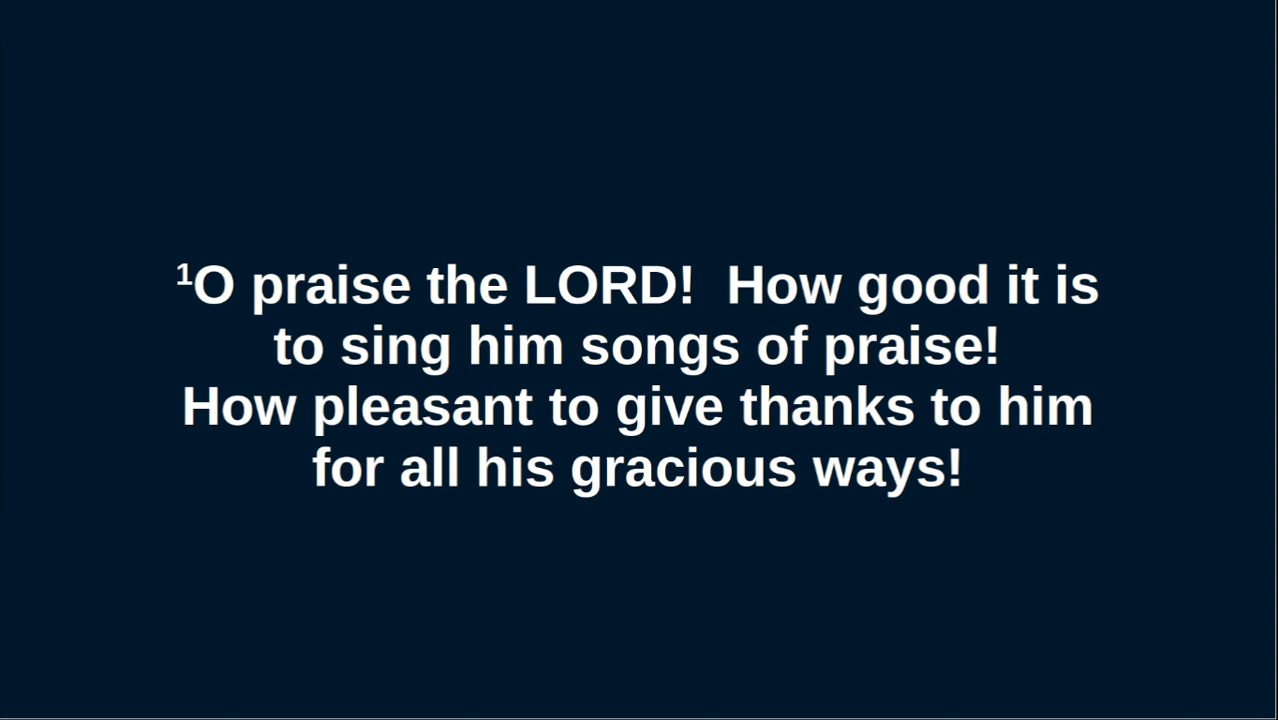 ¹O praise the LORD!  How good it is
to sing him songs of praise!
How pleasant to give thanks to him
for all his gracious ways!